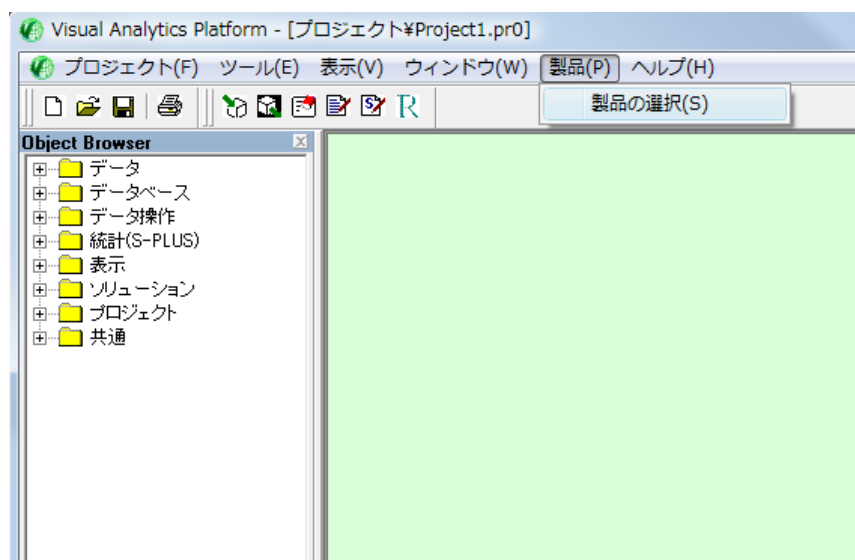 Visual Analytics Platform - [プロジェクト¥Project1.pr0]
プロジェクト(F) ツール(E) 表示(V) ウィンドウ(W) 製品(P) ヘルプ(H)
製品の選択(S)
R
Object Browser
データ
データベース
データ操作
統計(S-PLUS)
表示
ソリューション
プロジェクト
共通